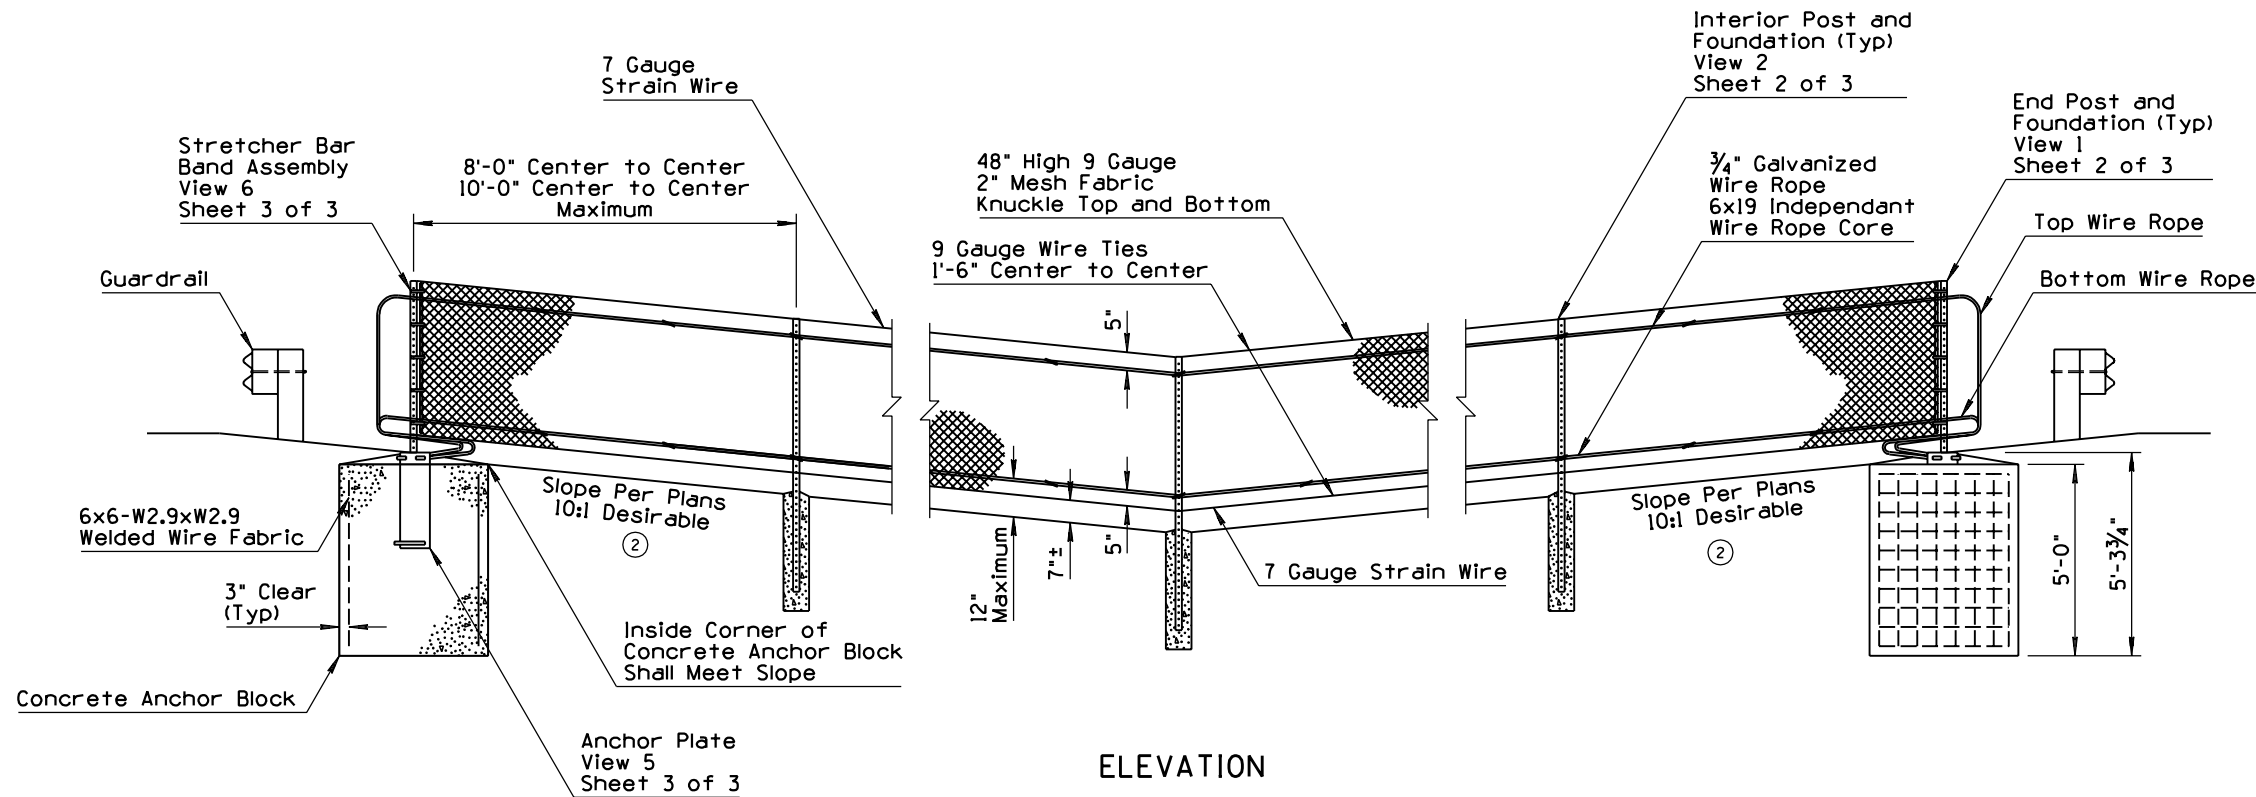 Interior Post and
Foundation (Typ)
View 2
Sheet 2 of 3
7 Gauge
Strain Wire
End Post and
Foundation (Typ)
View 1
Sheet 2 of 3
Stretcher Bar
Band Assembly
View 6
Sheet 3 of 3
8'-0" Center to Center
10'-0" Center to Center
Maximum
48" High 9 Gauge
2" Mesh Fabric
Knuckle Top and Bottom
3/4" Galvanized
Wire Rope
6x19 Independant
Wire Rope Core
Top Wire Rope
9 Gauge Wire Ties
1'-6" Center to Center
Guardrail
Bottom Wire Rope
5"
Slope Per Plans
10:1 Desirable
2
Slope Per Plans
10:1 Desirable
2
6x6-W2.9xW2.9
Welded Wire Fabric
12"
Maximum
7"±
5"
5'-0"
5'-3 3/4"
7 Gauge Strain Wire
3" Clear
(Typ)
Inside Corner of
Concrete Anchor Block
Shall Meet Slope
Concrete Anchor Block
Anchor Plate
View 5
Sheet 3 of 3
ELEVATION